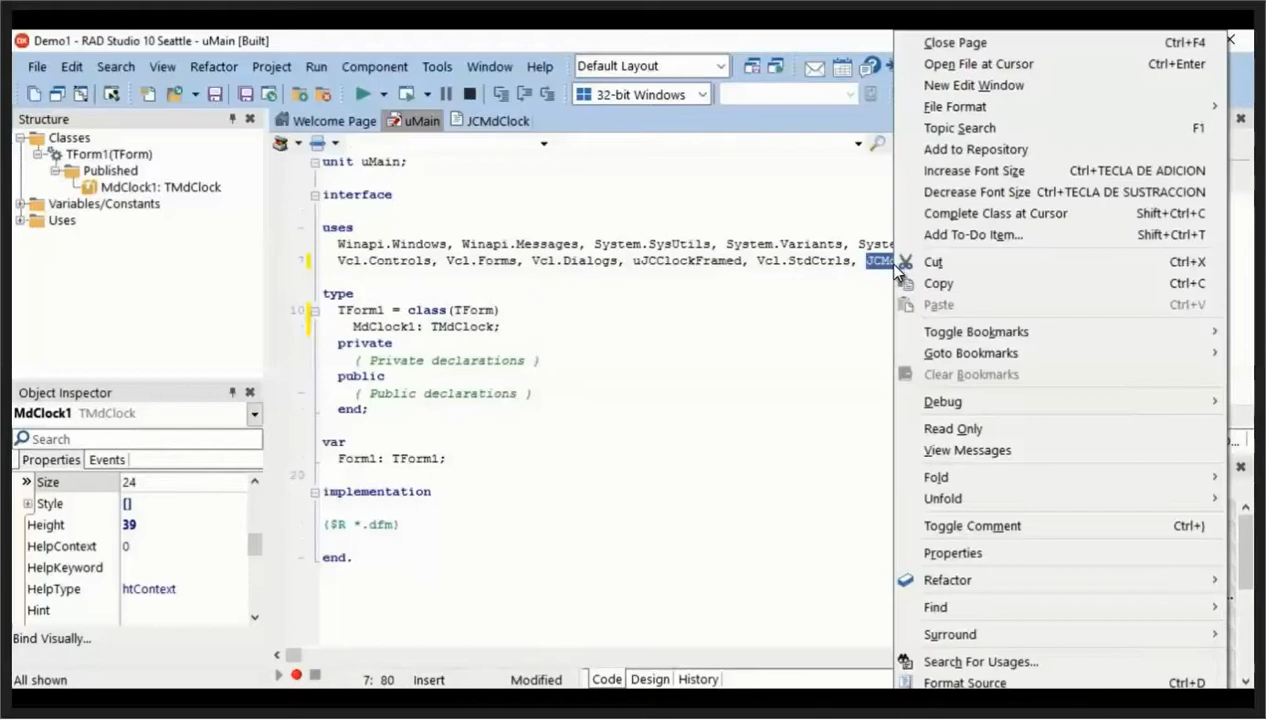 Demo1 - RAD Studio 10 Seattle - uMain [Built]
File Edit Search View Refactor Project Run Component Tools Window Help
Default Layout
32-bit Windows
Structure
Classes
TForm1(TForm)
Published
MdClock1: TMdClock
Variables/Constants
Uses
Object Inspector
MdClock1 TMdClock
Search
Properties Events
Size 24
Style []
Height 39
HelpContext 0
HelpKeyword
HelpType htContext
Hint
Bind Visually...
All shown
Welcome Page uMain JCMdClock
unit uMain;
interface
uses
Winapi.Windows, Winapi.Messages, System.SysUtils, System.Variants, Syste
7 Vcl.Controls, Vcl.Forms, Vcl.Dialogs, uJCClockFramed, Vcl.StdCtrls, JCMd
type
10 TForm1 = class(TForm)
MdClock1: TMdClock;
private
{ Private declarations }
public
{ Public declarations }
end;
var
Form1: TForm1;
20
implementation
{$R *.dfm}
end.
7: 80 Insert Modified Code Design History
Close Page Ctrl+F4
Open File at Cursor Ctrl+Enter
New Edit Window
File Format
Topic Search F1
Add to Repository
Increase Font Size Ctrl+TECLA DE ADICION
Decrease Font Size Ctrl+TECLA DE SUSTRACCION
Complete Class at Cursor Shift+Ctrl+C
Add To-Do Item... Shift+Ctrl+T
Cut Ctrl+X
Copy Ctrl+C
Paste Ctrl+V
Toggle Bookmarks
Goto Bookmarks
Clear Bookmarks
Debug
Read Only
View Messages
Fold
Unfold
Toggle Comment Ctrl+}
Properties
Refactor
Find
Surround
Search For Usages...
Format Source Ctrl+D